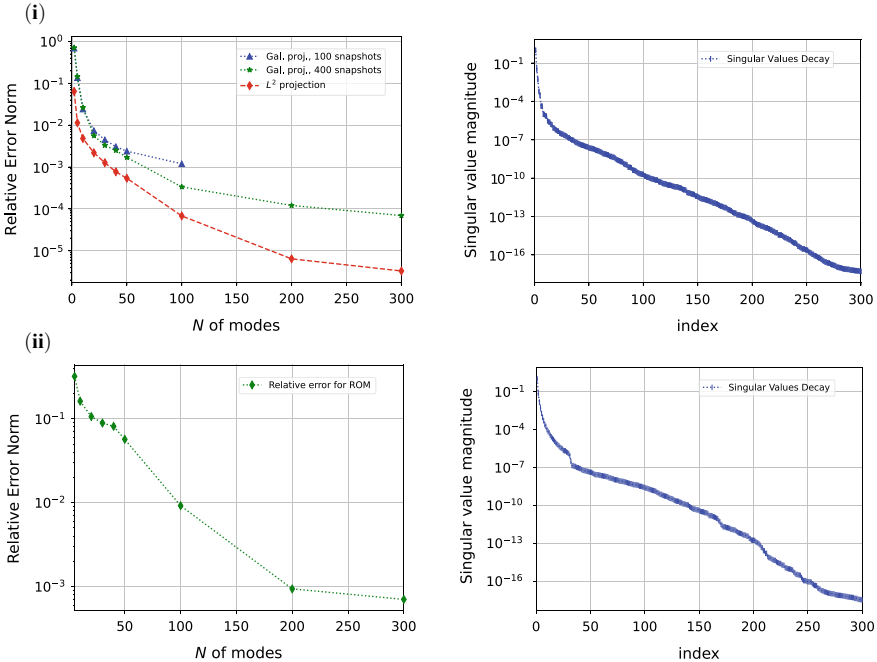 (i)
Relative Error Norm
10^0
10^-1
10^-2
10^-3
10^-4
10^-5
Gal. proj., 100 snapshots
Gal. proj., 400 snapshots
L^2 projection
0 50 100 150 200 250 300
N of modes
Singular value magnitude
10^-1
10^-4
10^-7
10^-10
10^-13
10^-16
Singular Values Decay
0 50 100 150 200 250 300
index
(ii)
Relative Error Norm
10^-1
10^-2
10^-3
Relative error for ROM
50 100 150 200 250 300
N of modes
Singular value magnitude
10^-1
10^-4
10^-7
10^-10
10^-13
10^-16
Singular Values Decay
0 50 100 150 200 250 300
index